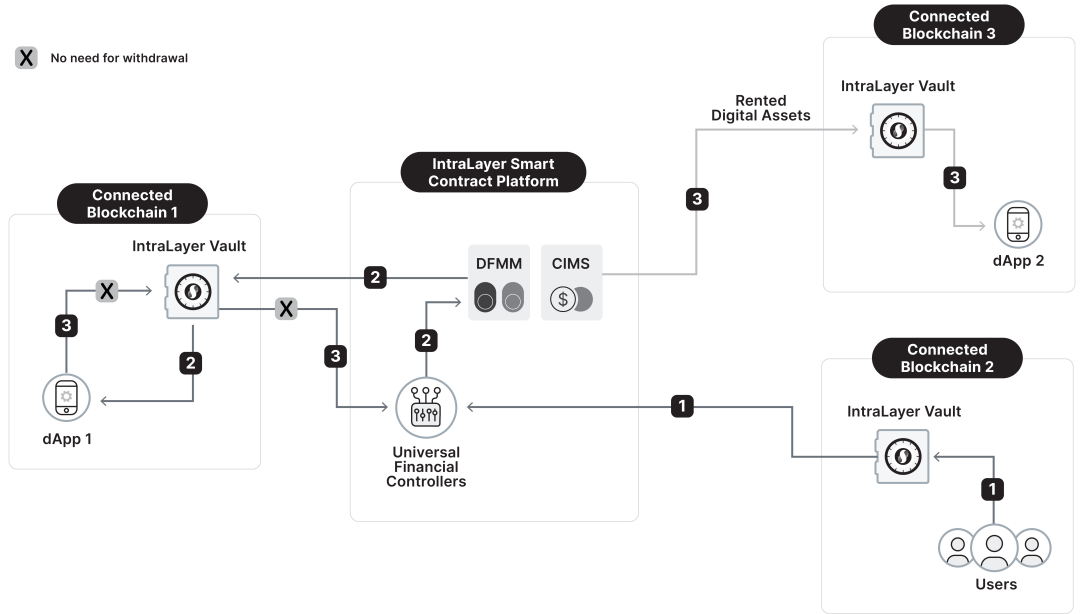 X
No need for withdrawal
Connected
Blockchain 3
IntraLayer Vault
Rented
Digital Assets
3
3
dApp 2
IntraLayer Smart
Contract Platform
DFMM
CIMS
$
2
2
Universal
Financial
Controllers
Connected
Blockchain 1
IntraLayer Vault
X
3
2
dApp 1
X
3
1
Connected
Blockchain 2
IntraLayer Vault
1
Users